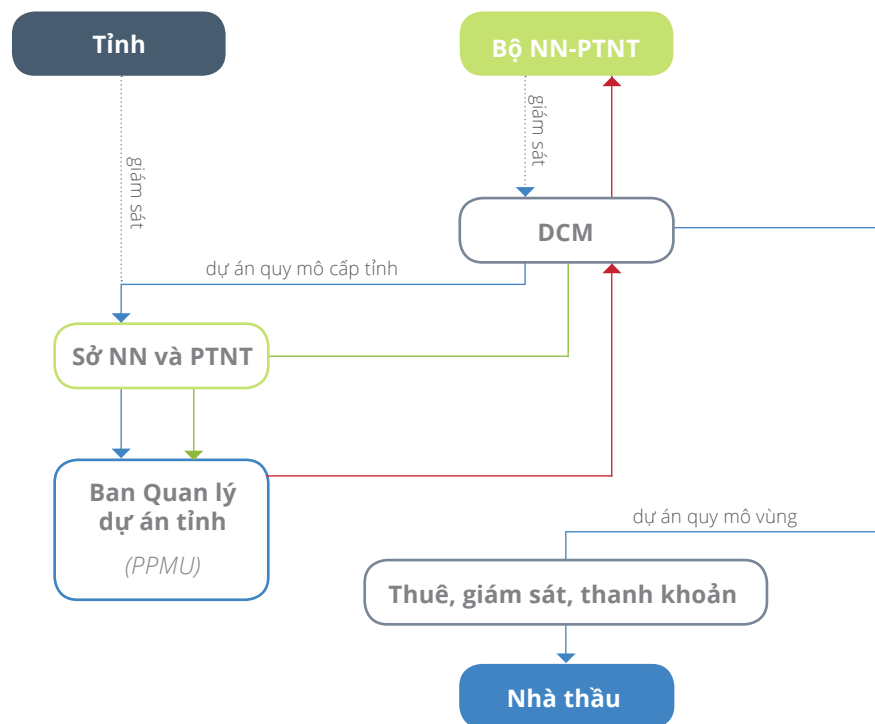 Tỉnh
Bộ NN-PTNT
giám sát
giám sát
DCM
dự án quy mô cấp tỉnh
Sở NN và PTNT
Ban Quan lý
dự án tỉnh
(PPMU)
dự án quy mô vùng
Thuê, giám sát, thanh khoản
Nhà thầu